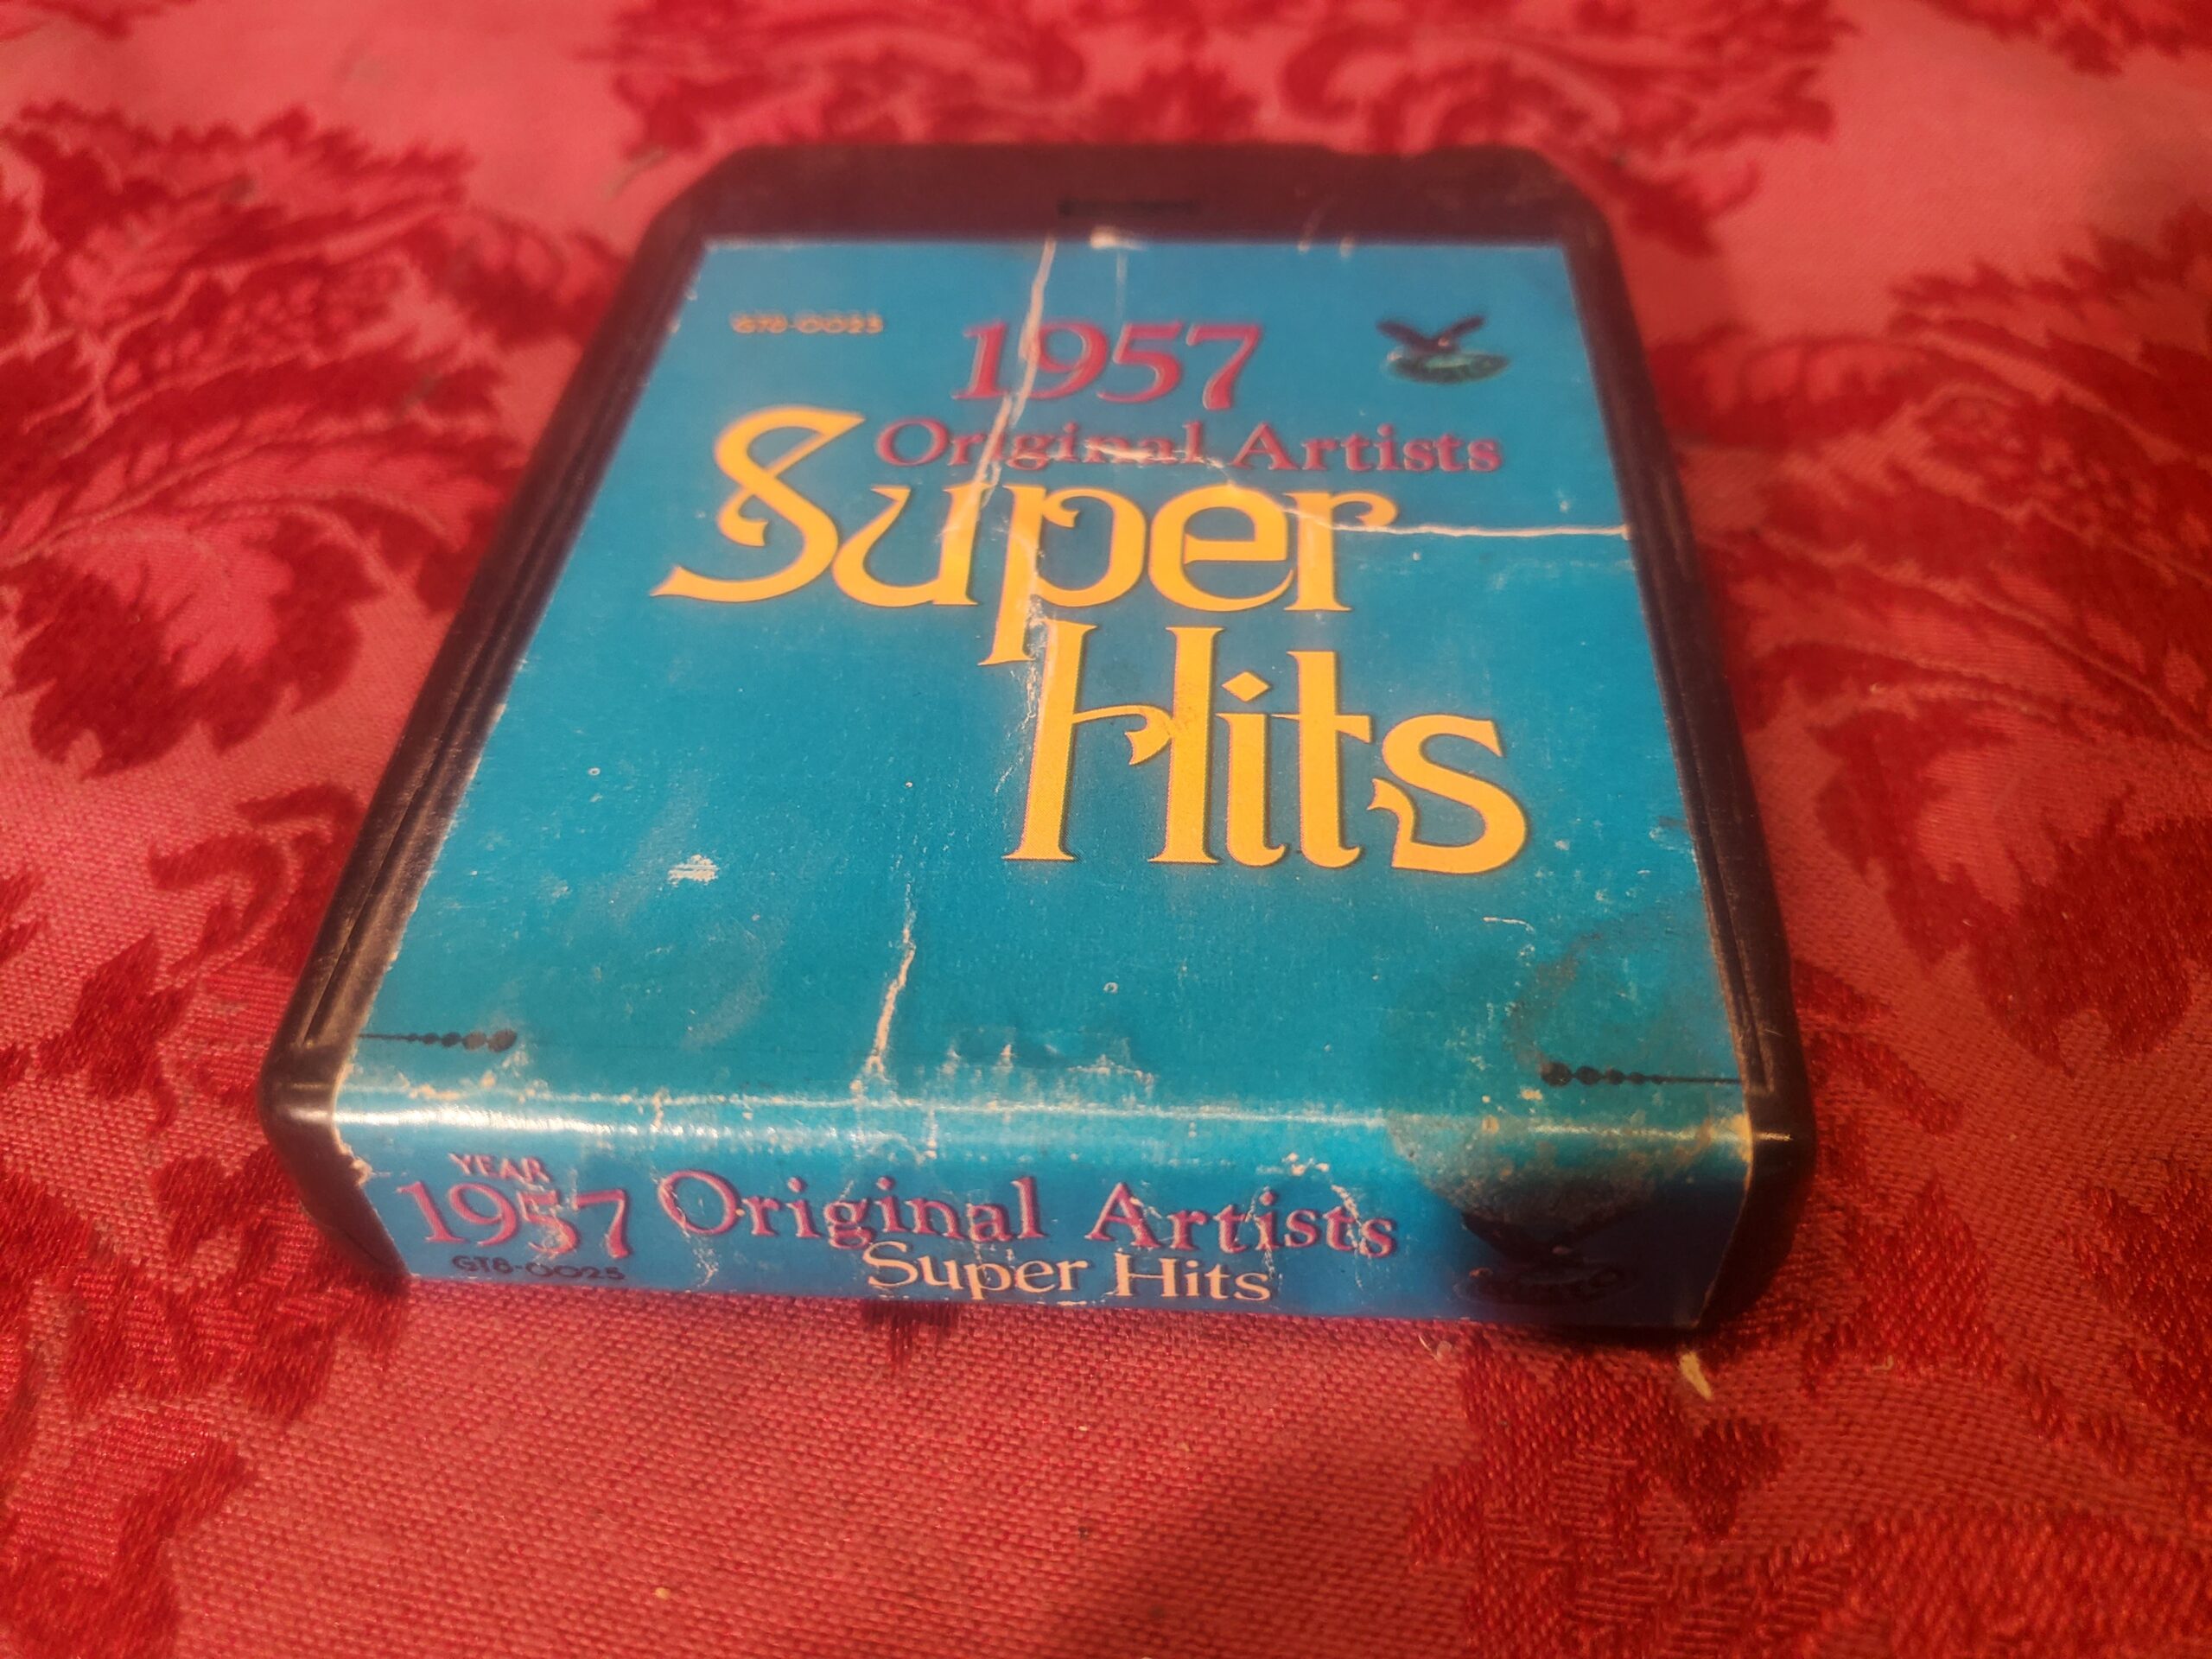 GT8-0025
1957
Original Artists
Super
Hits
YEAR
1957 Original Artists
GT8-0025
Super Hits